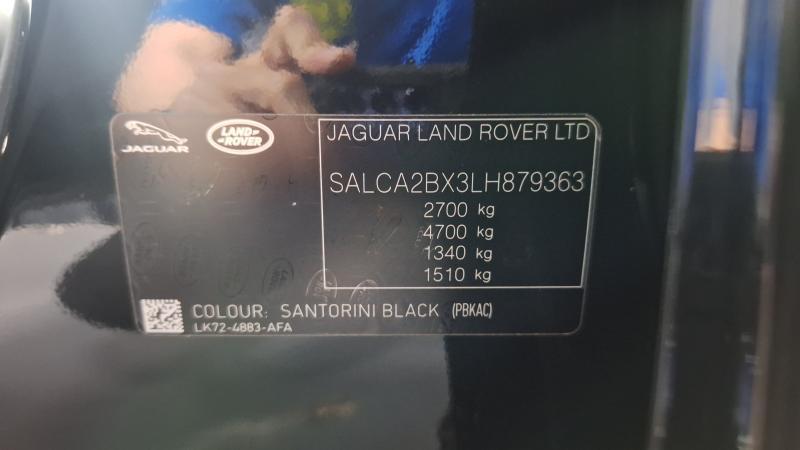 JAGUAR
LAND ROVER
JAGUAR LAND ROVER LTD
SALCA2BX3LH879363
2700 kg
4700 kg
1340 kg
1510 kg
COLOUR: SANTORINI BLACK (PBKAC)
LK72-4883-AFA